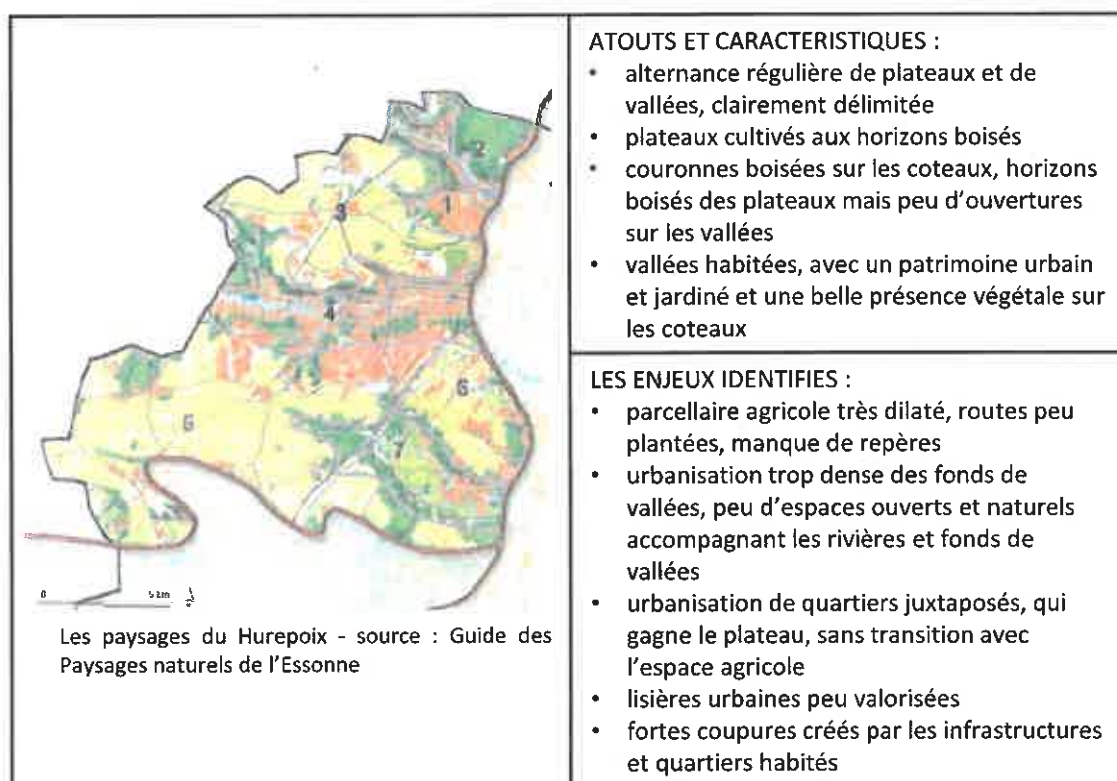 2
1
3
4
6
6
7
0
5 km
Les paysages du Hurepoix - source : Guide des
Paysages naturels de l'Essonne
ATOUTS ET CARACTERISTIQUES :
• alternance régulière de plateaux et de
vallées, clairement délimitée
• plateaux cultivés aux horizons boisés
• couronnes boisées sur les coteaux, horizons
boisés des plateaux mais peu d'ouvertures
sur les vallées
• vallées habitées, avec un patrimoine urbain
et jardiné et une belle présence végétale sur
les coteaux
LES ENJEUX IDENTIFIES :
• parcellaire agricole très dilaté, routes peu
plantées, manque de repères
• urbanisation trop dense des fonds de
vallées, peu d'espaces ouverts et naturels
accompagnant les rivières et fonds de
vallées
• urbanisation de quartiers juxtaposés, qui
gagne le plateau, sans transition avec
l'espace agricole
• lisières urbaines peu valorisées
• fortes coupures créés par les infrastructures
et quartiers habités